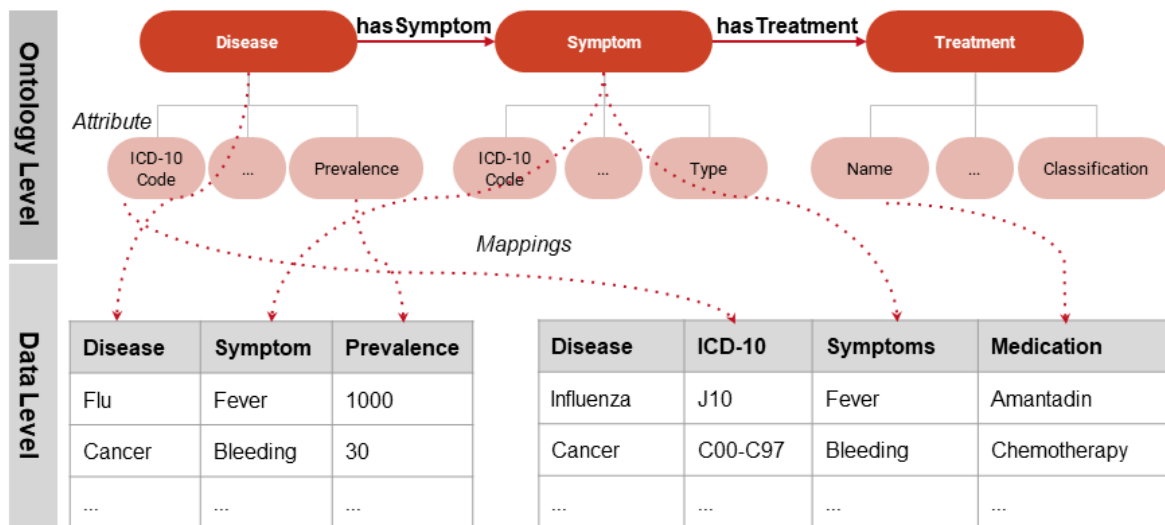 Ontology Level
Disease
hasSymptom
Symptom
hasTreatment
Treatment
Attribute
ICD-10
Code
...
Prevalence
ICD-10
Code
...
Type
Name
...
Classification
Mappings
Data Level
Disease Symptom Prevalence
Flu Fever 1000
Cancer Bleeding 30
... ... ...
Disease ICD-10 Symptoms Medication
Influenza J10 Fever Amantadin
Cancer C00-C97 Bleeding Chemotherapy
... ... ... ...